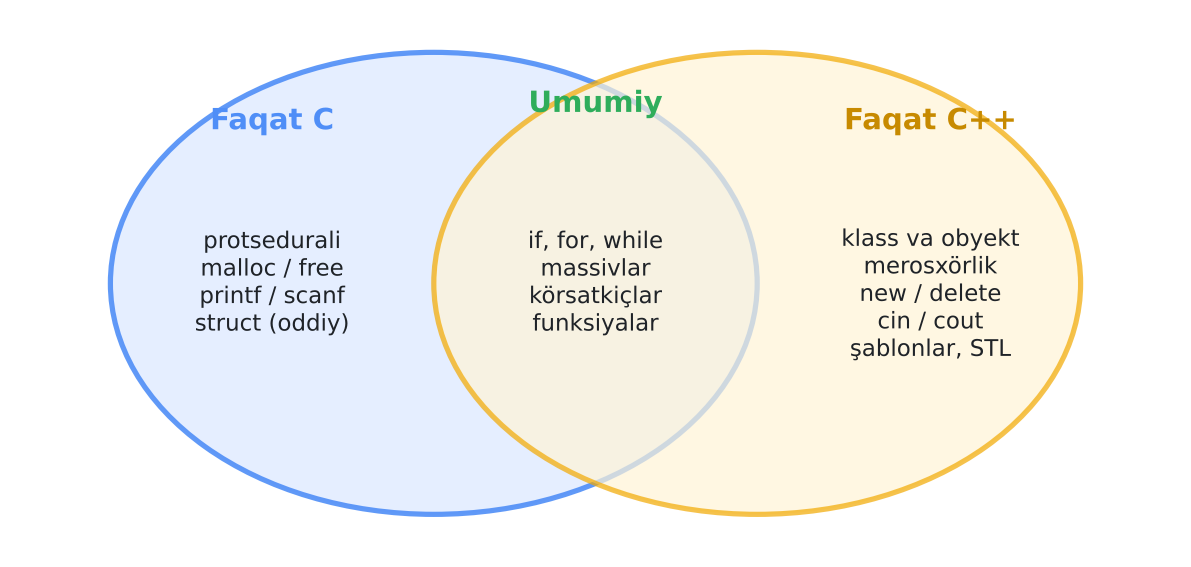 Faqat C
protsedurali
malloc / free
printf / scanf
struct (oddiy)
Umumiy
if, for, while
massivlar
körsatkiçlar
funksiyalar
Faqat C++
klass va obyekt
merosxörlik
new / delete
cin / cout
şablonlar, STL